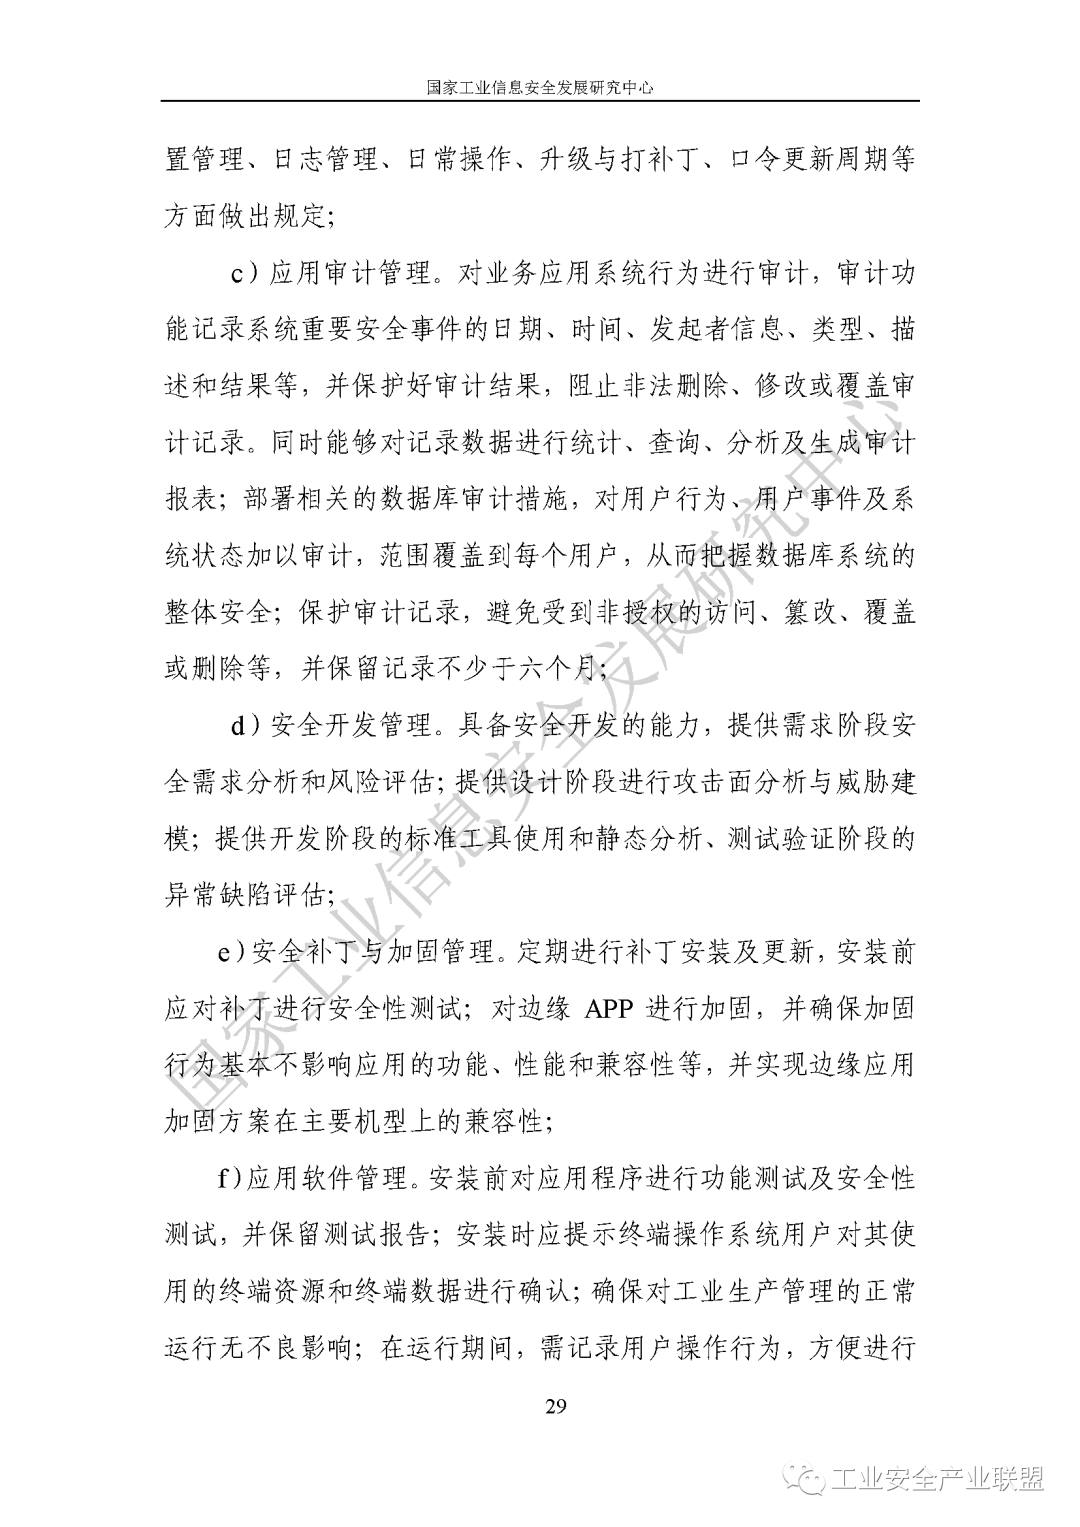 国家工业信息安全发展研究中心
置管理、日志管理、日常操作、升级与打补丁、口令更新周期等
方面做出规定；
c）应用审计管理。对业务应用系统行为进行审计，审计功
能记录系统重要安全事件的日期、时间、发起者信息、类型、描
述和结果等，并保护好审计结果，阻止非法删除、修改或覆盖审
计记录。同时能够对记录数据进行统计、查询、分析及生成审计
报表；部署相关的数据库审计措施，对用户行为、用户事件及系
统状态加以审计，范围覆盖到每个用户，从而把握数据库系统的
整体安全；保护审计记录，避免受到非授权的访问、篡改、覆盖
或删除等，并保留记录不少于六个月；
d）安全开发管理。具备安全开发的能力，提供需求阶段安
全需求分析和风险评估；提供设计阶段进行攻击面分析与威胁建
模；提供开发阶段的标准工具使用和静态分析、测试验证阶段的
异常缺陷评估；
e）安全补丁与加固管理。定期进行补丁安装及更新，安装前
应对补丁进行安全性测试；对边缘 APP 进行加固，并确保加固
行为基本不影响应用的功能、性能和兼容性等，并实现边缘应用
加固方案在主要机型上的兼容性；
f）应用软件管理。安装前对应用程序进行功能测试及安全性
测试，并保留测试报告；安装时应提示终端操作系统用户对其使
用的终端资源和终端数据进行确认；确保对工业生产管理的正常
运行无不良影响；在运行期间，需记录用户操作行为，方便进行
29
国家工业信息安全发展研究中心
工业安全产业联盟